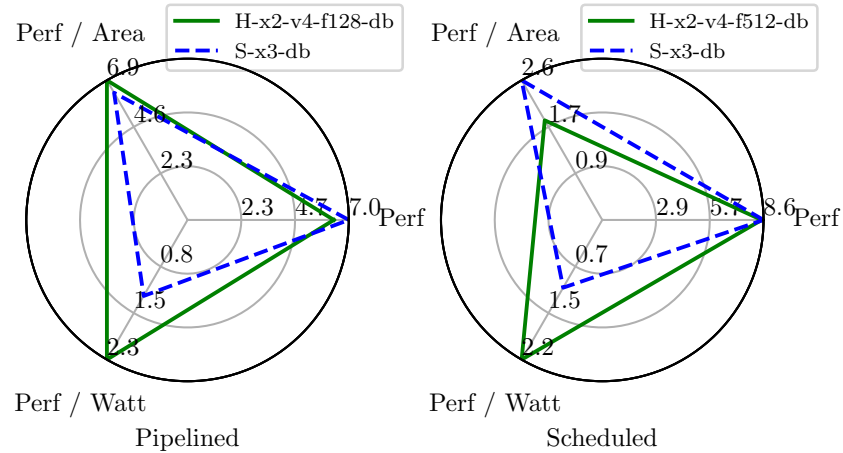 Perf / Area
H-x2-v4-f128-db
S-x3-db
6.9
4.6
2.3
2.3
4.7
7.0
Perf
0.8
1.5
2.3
Perf / Watt
Pipelined
Perf / Area
H-x2-v4-f512-db
S-x3-db
2.6
1.7
0.9
2.9
5.7
8.6
Perf
0.7
1.5
2.2
Perf / Watt
Scheduled